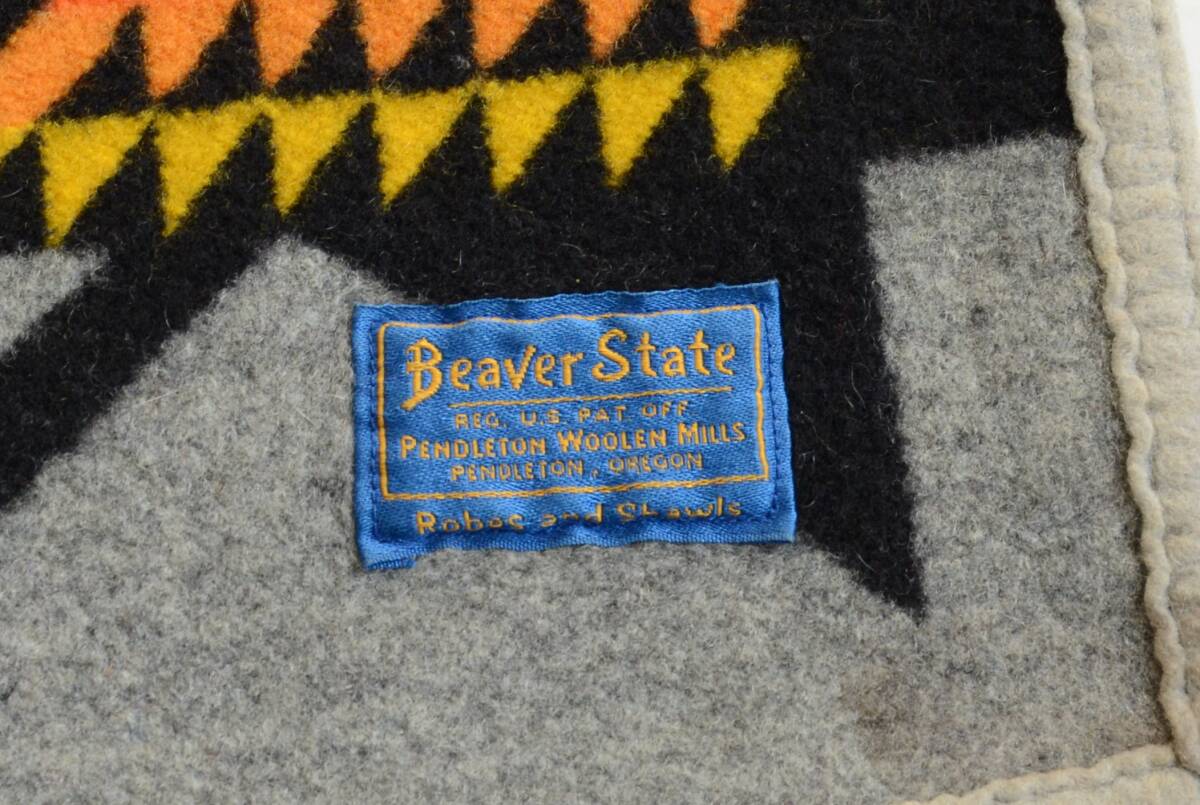 Beaver State
REG. U.S. PAT. OFF.
PENDLETON WOOLEN MILLS
PENDLETON, OREGON
Robes and Shawls